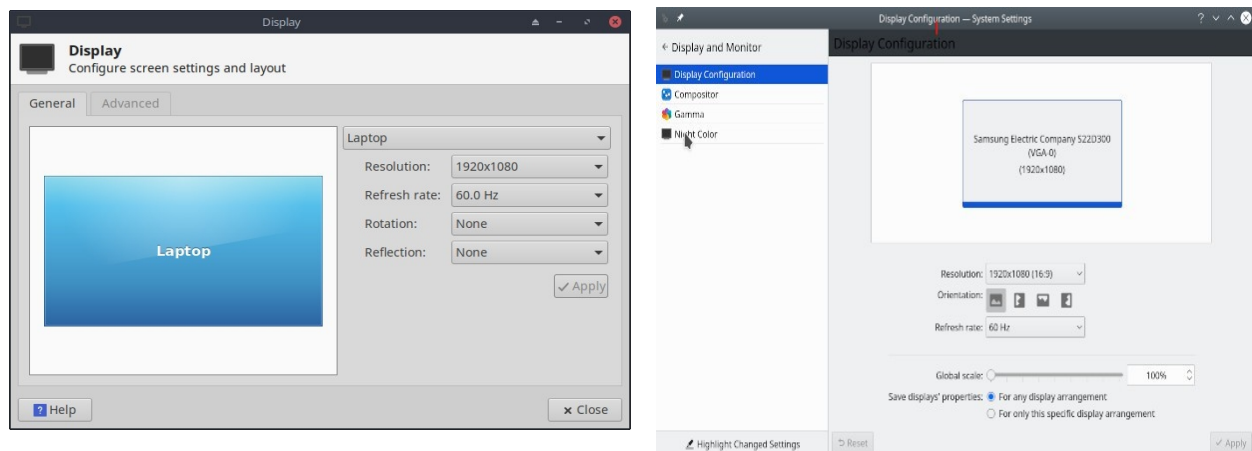 Display
Display
Configure screen settings and layout
General
Advanced
Laptop
Laptop
Resolution: 1920x1080
Refresh rate: 60.0 Hz
Rotation: None
Reflection: None
Apply
? Help
Close
Display Configuration — System Settings
Display and Monitor
Display Configuration
Compositor
Gamma
Night Color
Highlight Changed Settings
Display Configuration
Samsung Electric Company S22D300
(VGA-0)
(1920x1080)
Resolution: 1920x1080 (16:9)
Orientation:
Refresh rate: 60 Hz
Global scale: 100%
Save displays' properties: For any display arrangement
For only this specific display arrangement
Reset
Apply